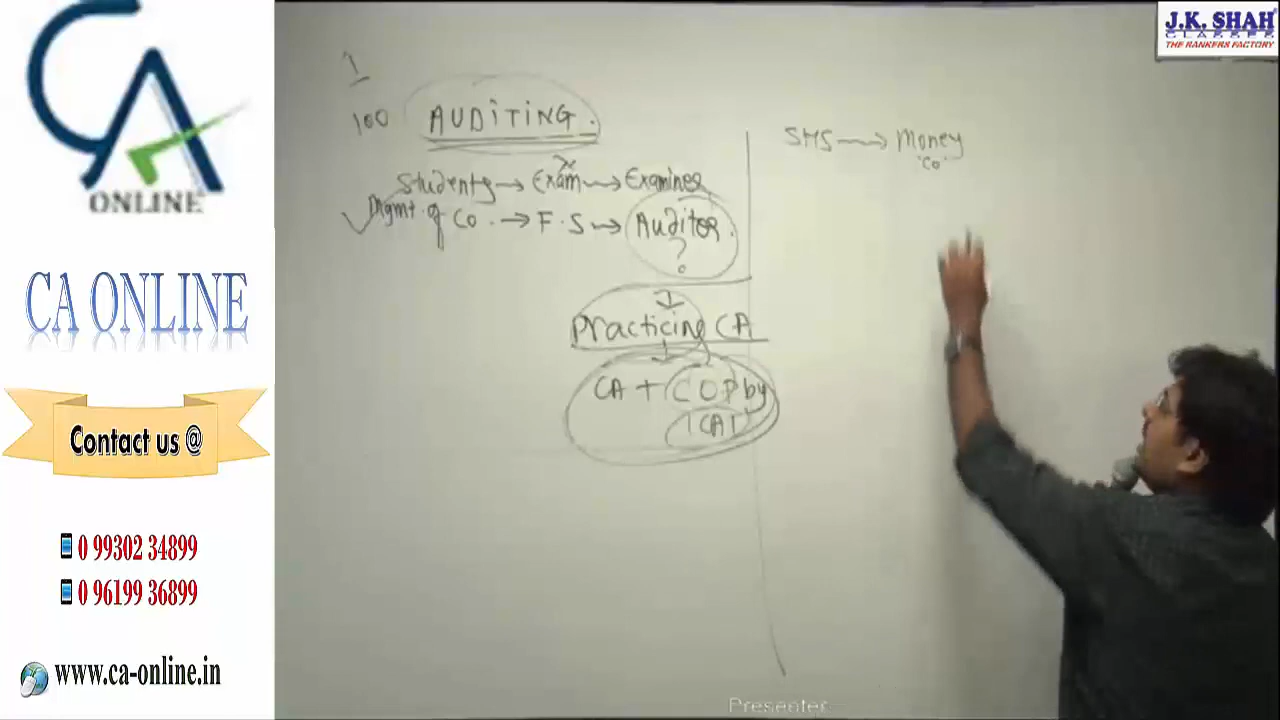 CA
ONLINE
CA ONLINE
Contact us @
0 99302 34899
0 96199 36899
www.ca-online.in
J.K. SHAH
CLASSES
THE RANKERS FACTORY
1
100 AUDITING.
Students → Exam → Examiner
Mgmt. of Co. → F.S → Auditor.
?
Practicing CA
CA + COP by
ICAI
SMS → Money
"Co"
Presenter